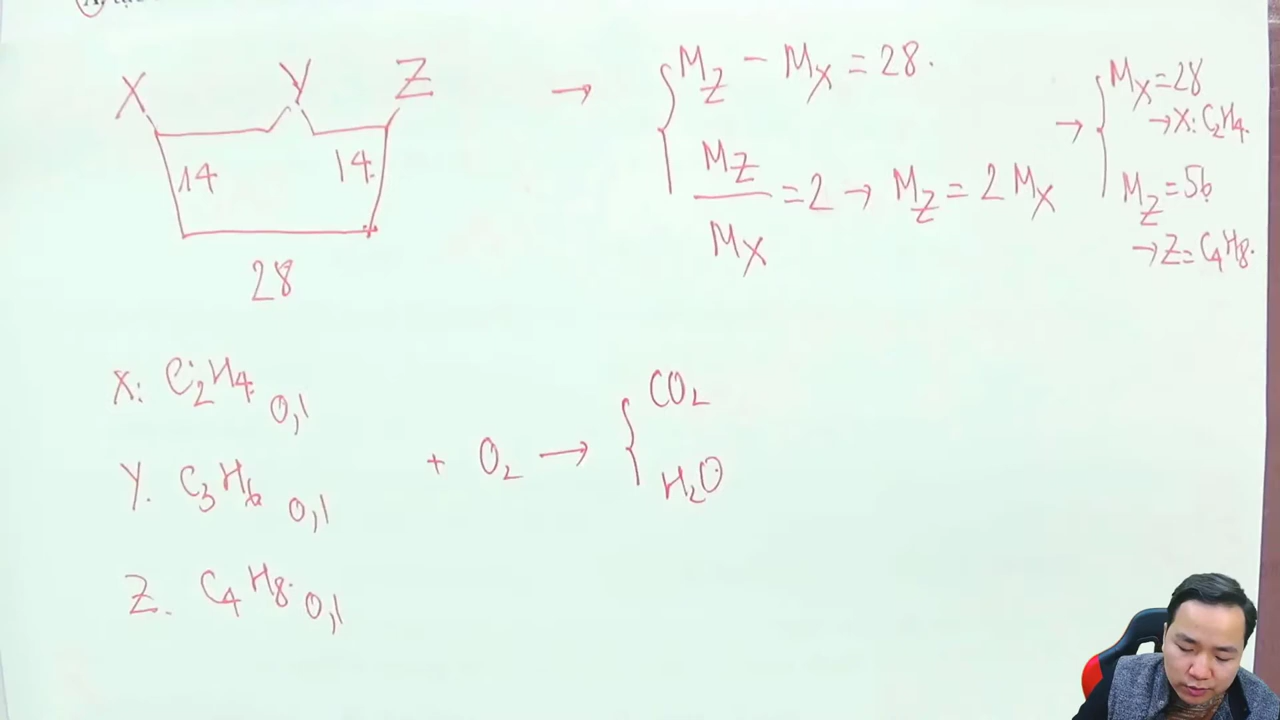 X Y Z
14 14
28
→ { M_Z - M_X = 28.
M_Z / M_X = 2 → M_Z = 2 M_X
→ { M_X = 28
→ X: C₂H₄.
M_Z = 56
→ Z = C₄H₈.
X: C₂H₄. 0,1
Y. C₃H₆ 0,1
Z. C₄H₈. 0,1
+ O₂ → { CO₂
H₂O